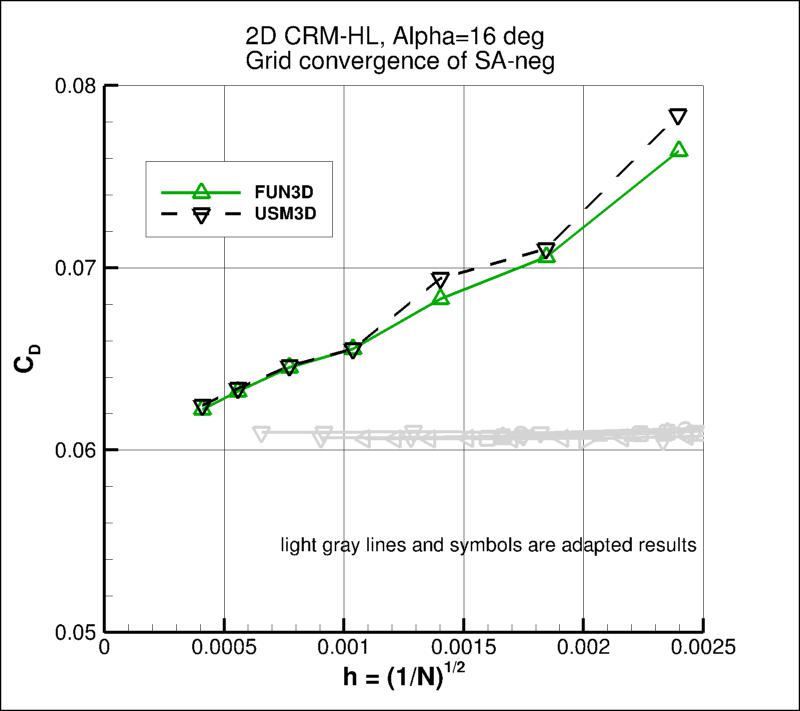 2D CRM-HL, Alpha=16 deg
Grid convergence of SA-neg
0.08
FUN3D
USM3D
0.07
C_D
0.06
light gray lines and symbols are adapted results
0.05
0 0.0005 0.001 0.0015 0.002 0.0025
h = (1/N)^1/2